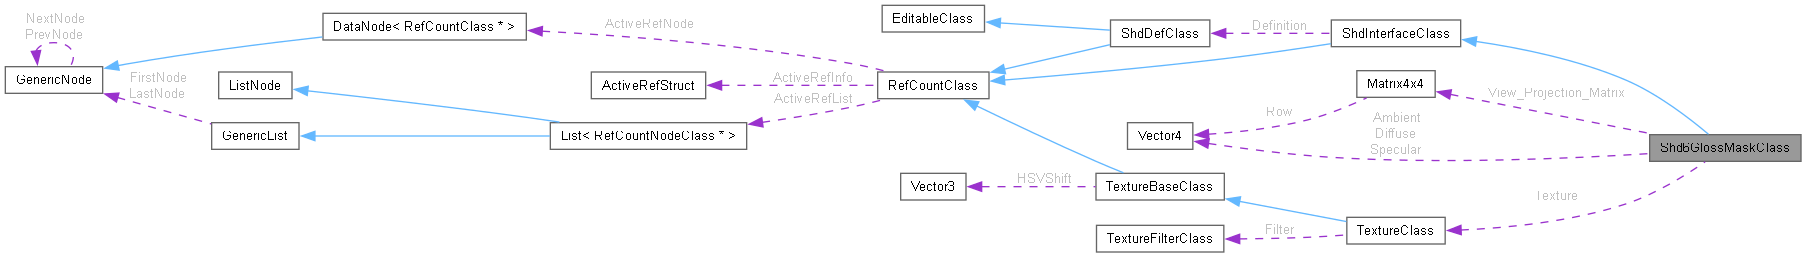 NextNode
PrevNode
GenericNode
FirstNode
LastNode
DataNode< RefCountClass * >
ListNode
GenericList
ActiveRefNode
ActiveRefStruct
ActiveRefInfo
ActiveRefList
List< RefCountNodeClass * >
EditableClass
RefCountClass
ShdDefClass
Definition
ShdInterfaceClass
Matrix4x4
View_Projection_Matrix
Row
Vector4
Ambient
Diffuse
Specular
Shd6GlossMaskClass
Vector3
HSVShift
TextureBaseClass
Texture
TextureClass
Filter
TextureFilterClass